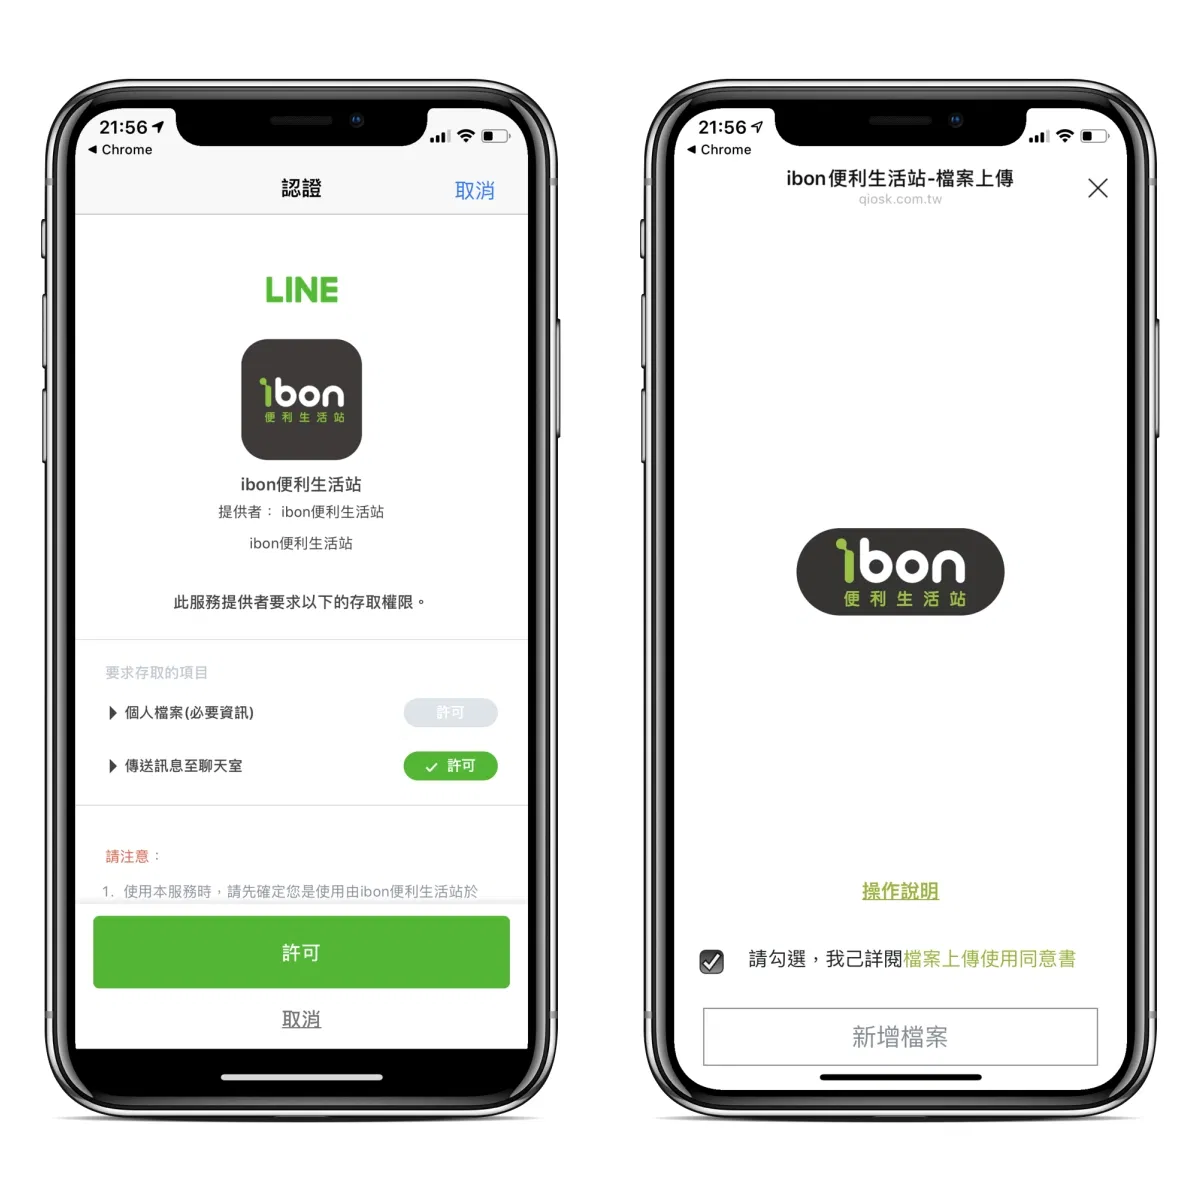 21:56
◀ Chrome
認證
取消
LINE
ibon
便利生活站
ibon便利生活站
提供者： ibon便利生活站
ibon便利生活站
此服務提供者要求以下的存取權限。
要求存取的項目
個人檔案(必要資訊)
許可
傳送訊息至聊天室
許可
請注意：
1. 使用本服務時，請先確定您是使用由ibon便利生活站於
許可
取消
21:56
◀ Chrome
ibon便利生活站-檔案上傳
qiosk.com.tw
ibon
便利生活站
操作說明
請勾選，我己詳閱檔案上傳使用同意書
新增檔案